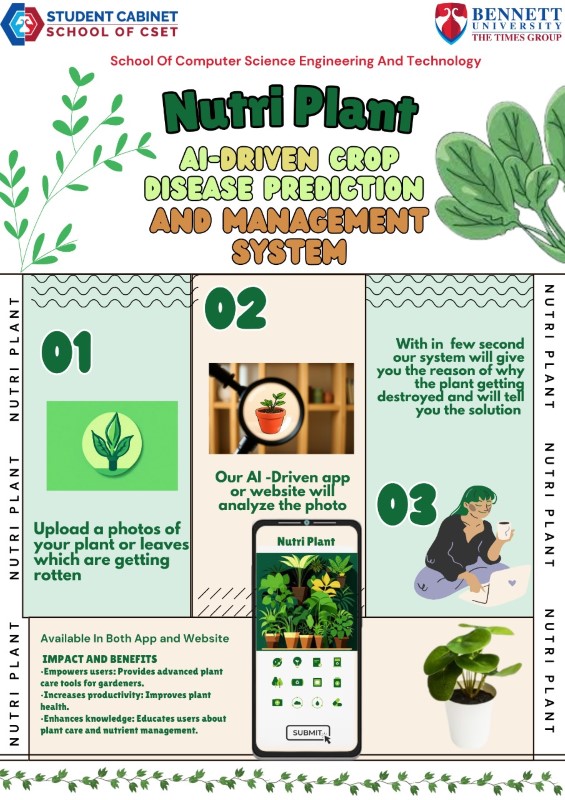 STUDENT CABINET
SCHOOL OF CSET
BENNETT
UNIVERSITY
THE TIMES GROUP
School Of Computer Science Engineering And Technology
Nutri Plant
AI-DRIVEN CROP
DISEASE PREDICTION
AND MANAGEMENT
SYSTEM
NUTRI PLANT
NUTRI PLANT
NUTRI PLANT
01
Upload a photos of
your plant or leaves
which are getting
rotten
02
Our AI -Driven app
or website will
analyze the photo
With in few second
our system will give
you the reason of why
the plant getting
destroyed and will tell
you the solution
03
Nutri Plant
SUBMIT
Available In Both App and Website
IMPACT AND BENEFITS
·Empowers users: Provides advanced plant
care tools for gardeners.
·Increases productivity: Improves plant
health.
·Enhances knowledge: Educates users about
plant care and nutrient management.
NUTRI PLANT
NUTRI PLANT
NUTRI PLANT